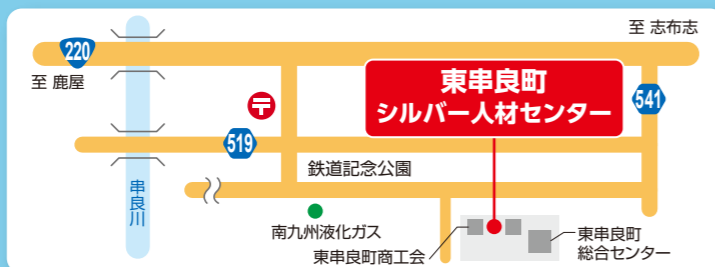 至 志布志
220
至 鹿屋
東串良町
シルバー人材センター
541
〒
519
鉄道記念公園
串良川
南九州液化ガス
東串良町商工会
東串良町
総合センター